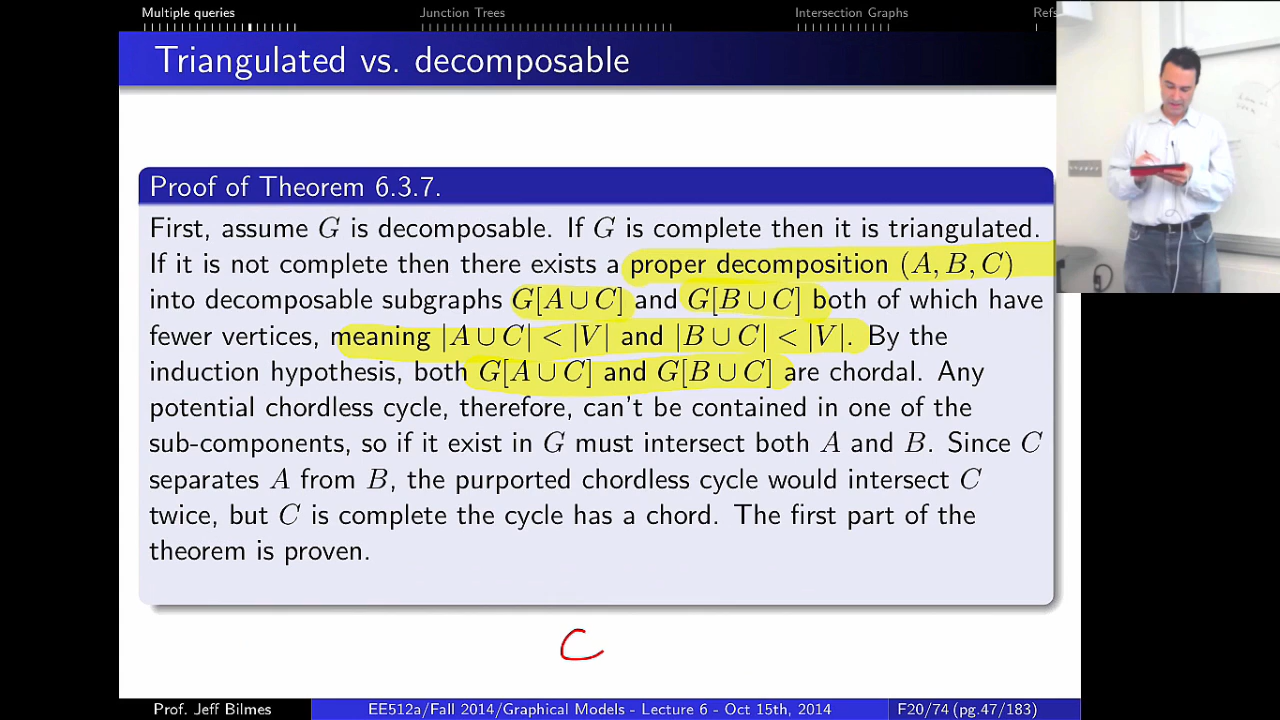 Multiple queries Junction Trees Intersection Graphs Refs
Triangulated vs. decomposable
Proof of Theorem 6.3.7.
First, assume G is decomposable. If G is complete then it is triangulated.
If it is not complete then there exists a proper decomposition (A, B, C)
into decomposable subgraphs G[A ∪ C] and G[B ∪ C] both of which have
fewer vertices, meaning |A ∪ C| < |V| and |B ∪ C| < |V|. By the
induction hypothesis, both G[A ∪ C] and G[B ∪ C] are chordal. Any
potential chordless cycle, therefore, can't be contained in one of the
sub-components, so if it exist in G must intersect both A and B. Since C
separates A from B, the purported chordless cycle would intersect C
twice, but C is complete the cycle has a chord. The first part of the
theorem is proven.
C
Prof. Jeff Bilmes EE512a/Fall 2014/Graphical Models - Lecture 6 - Oct 15th, 2014 F20/74 (pg.47/183)